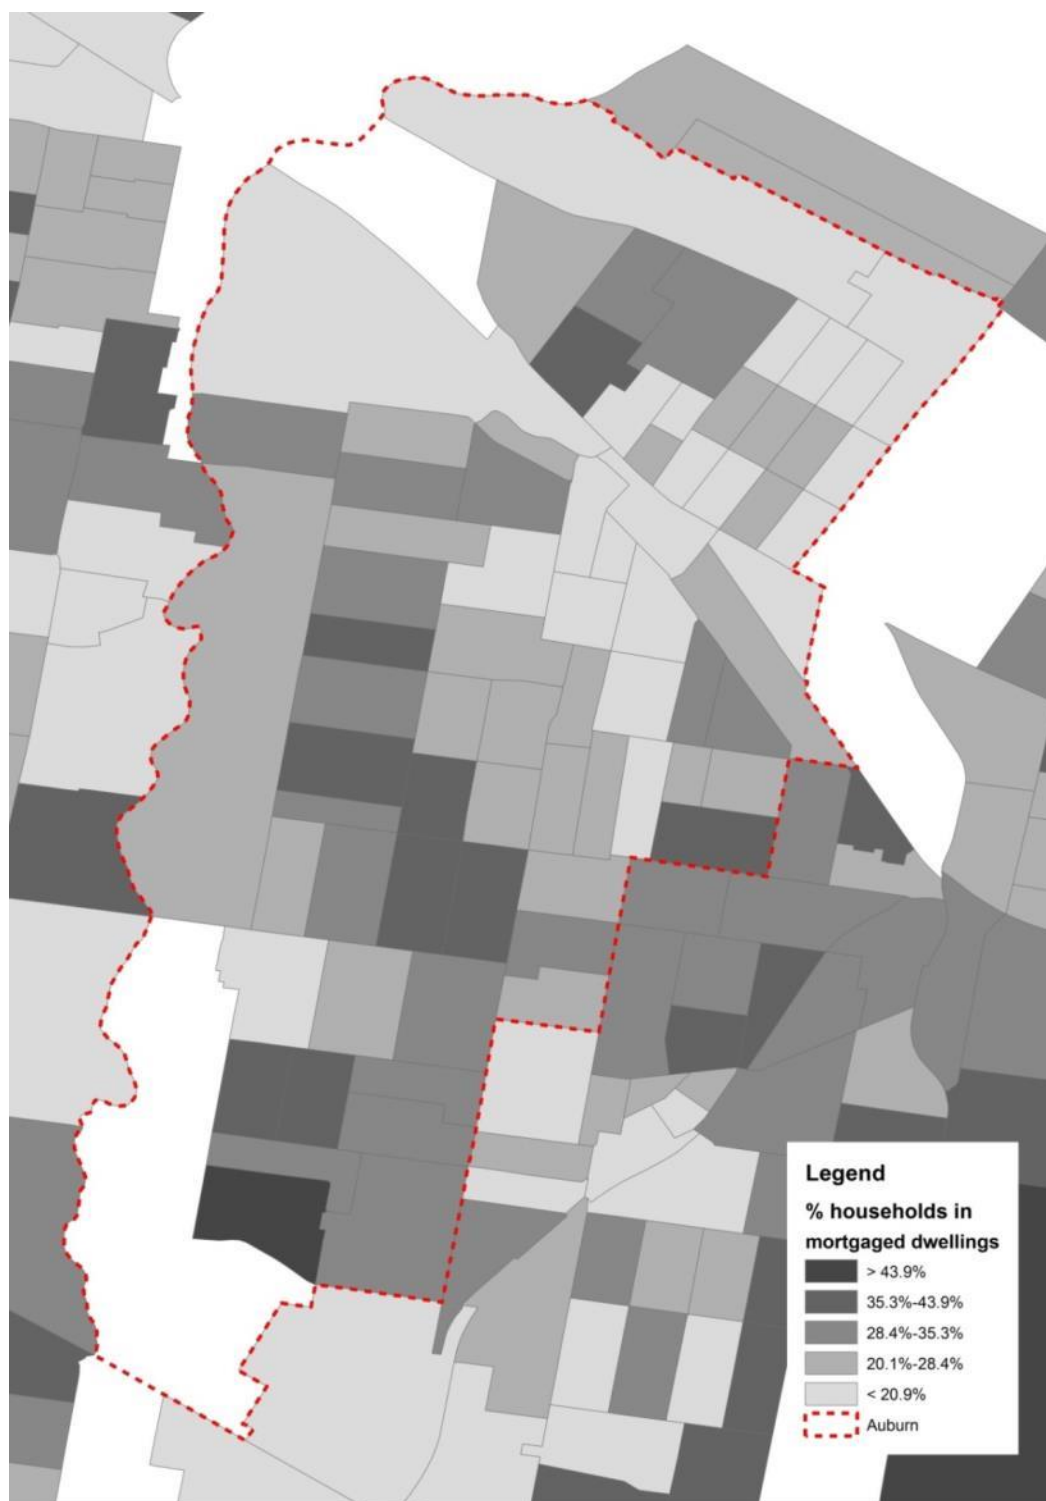 Legend
% households in
mortgaged dwellings
> 43.9%
35.3%-43.9%
28.4%-35.3%
20.1%-28.4%
< 20.9%
Auburn